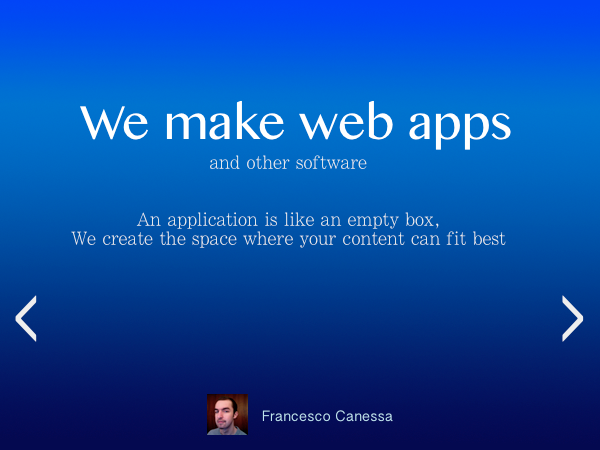 We make web apps
and other software
An application is like an empty box,
We create the space where your content can fit best
Francesco Canessa